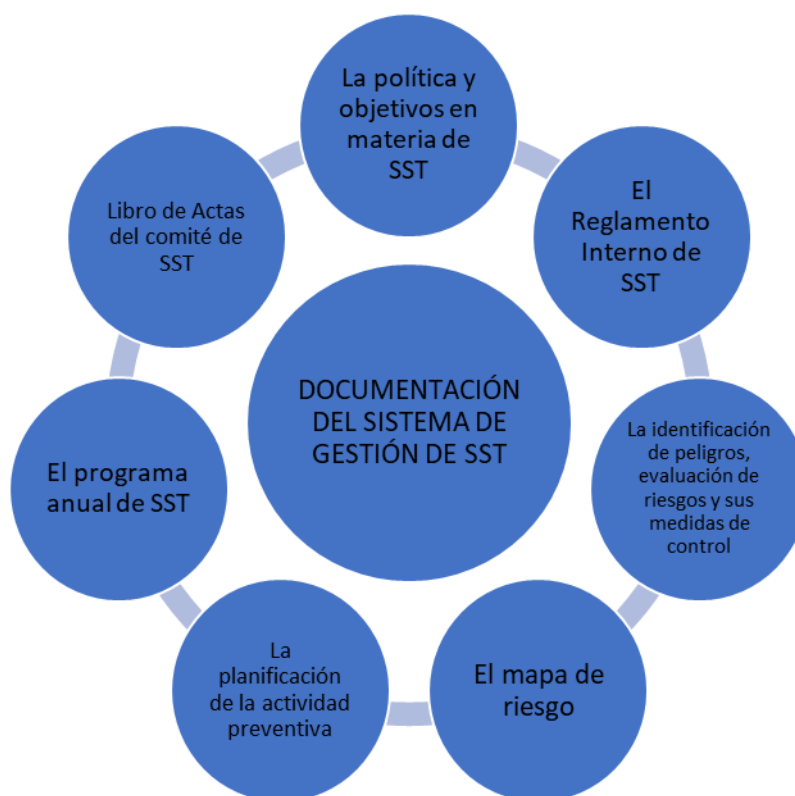 La política y
objetivos en
materia de
SST
El
Reglamento
Interno de
SST
La identificación
de peligros,
evaluación de
riesgos y sus
medidas de
control
El mapa de
riesgo
La
planificación
de la actividad
preventiva
El programa
anual de SST
Libro de Actas
del comité de
SST
DOCUMENTACIÓN
DEL SISTEMA DE
GESTIÓN DE SST